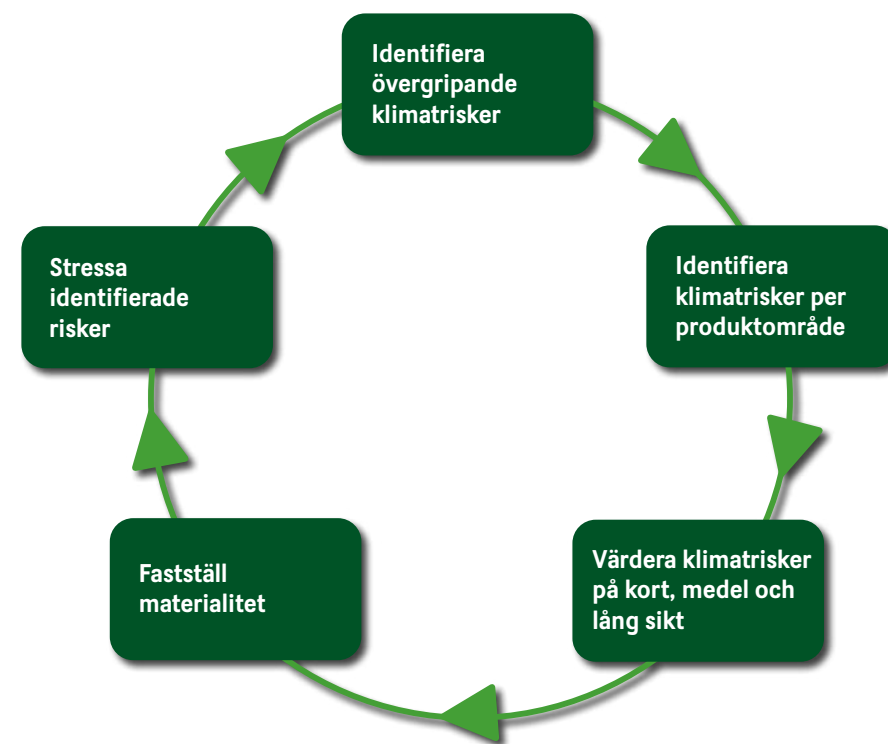 Identifiera
övergripande
klimatrisker
Identifiera
klimatrisker per
produktområde
Värdera klimatrisker
på kort, medel och
lång sikt
Fastställ
materialitet
Stressa
identifierade
risker